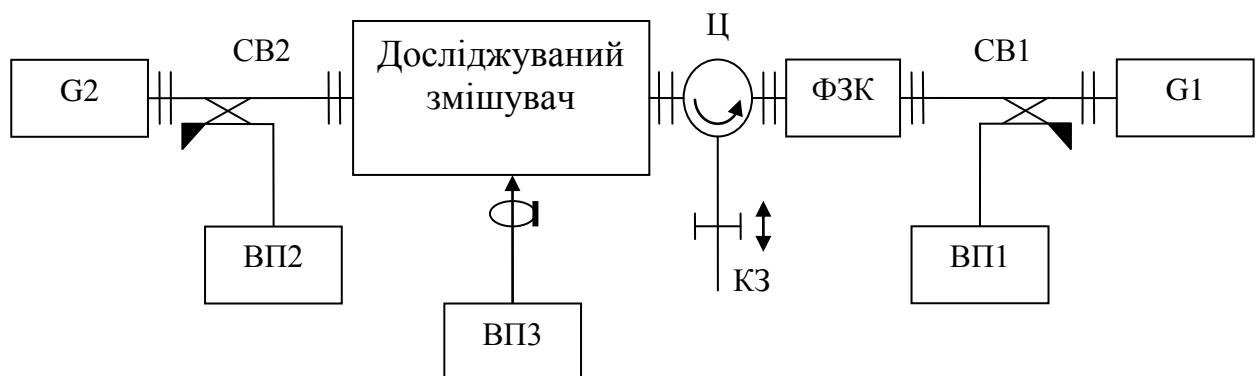 Ц
СВ2
Досліджуваний
змішувач
СВ1
G2
ФЗК
G1
ВП2
ВП1
КЗ
ВП3